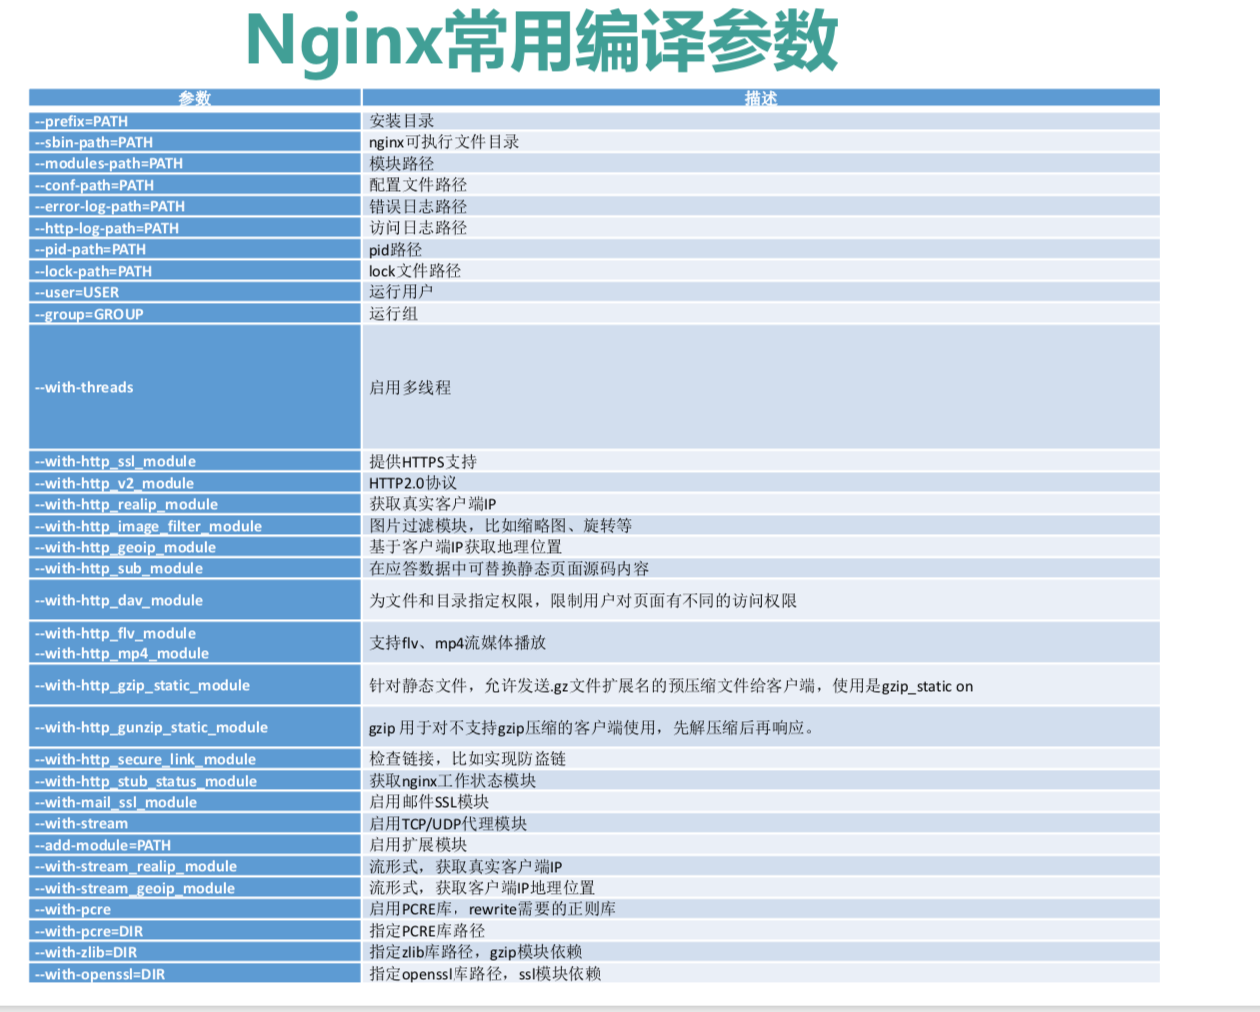 Nginx常用编译参数
参数 描述
--prefix=PATH 安装目录
--sbin-path=PATH nginx可执行文件目录
--modules-path=PATH 模块路径
--conf-path=PATH 配置文件路径
--error-log-path=PATH 错误日志路径
--http-log-path=PATH 访问日志路径
--pid-path=PATH pid路径
--lock-path=PATH lock文件路径
--user=USER 运行用户
--group=GROUP 运行组
--with-threads 启用多线程
--with-http_ssl_module 提供HTTPS支持
--with-http_v2_module HTTP2.0协议
--with-http_realip_module 获取真实客户端IP
--with-http_image_filter_module 图片过滤模块，比如缩略图、旋转等
--with-http_geoip_module 基于客户端IP获取地理位置
--with-http_sub_module 在应答数据中可替换静态页面源码内容
--with-http_dav_module 为文件和目录指定权限，限制用户对页面有不同的访问权限
--with-http_flv_module
--with-http_mp4_module
支持flv、mp4流媒体播放
--with-http_gzip_static_module 针对静态文件，允许发送.gz文件扩展名的预压缩文件给客户端，使用是gzip_static on
--with-http_gunzip_static_module gzip 用于对不支持gzip压缩的客户端使用，先解压缩后再响应。
--with-http_secure_link_module 检查链接，比如实现防盗链
--with-http_stub_status_module 获取nginx工作状态模块
--with-mail_ssl_module 启用邮件SSL模块
--with-stream 启用TCP/UDP代理模块
--add-module=PATH 启用扩展模块
--with-stream_realip_module 流形式，获取真实客户端IP
--with-stream_geoip_module 流形式，获取客户端IP地理位置
--with-pcre 启用PCRE库，rewrite需要的正则库
--with-pcre=DIR 指定PCRE库路径
--with-zlib=DIR 指定zlib库路径，gzip模块依赖
--with-openssl=DIR 指定openssl库路径，ssl模块依赖